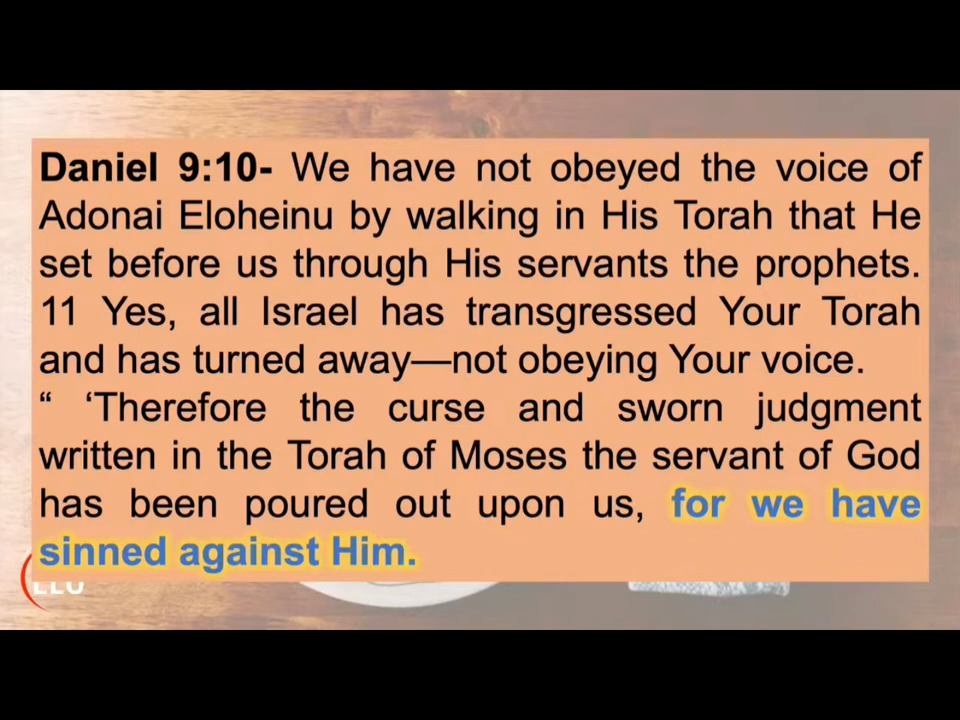 Daniel 9:10- We have not obeyed the voice of
Adonai Eloheinu by walking in His Torah that He
set before us through His servants the prophets.
11 Yes, all Israel has transgressed Your Torah
and has turned away—not obeying Your voice.
“ ‘Therefore the curse and sworn judgment
written in the Torah of Moses the servant of God
has been poured out upon us, for we have
sinned against Him.